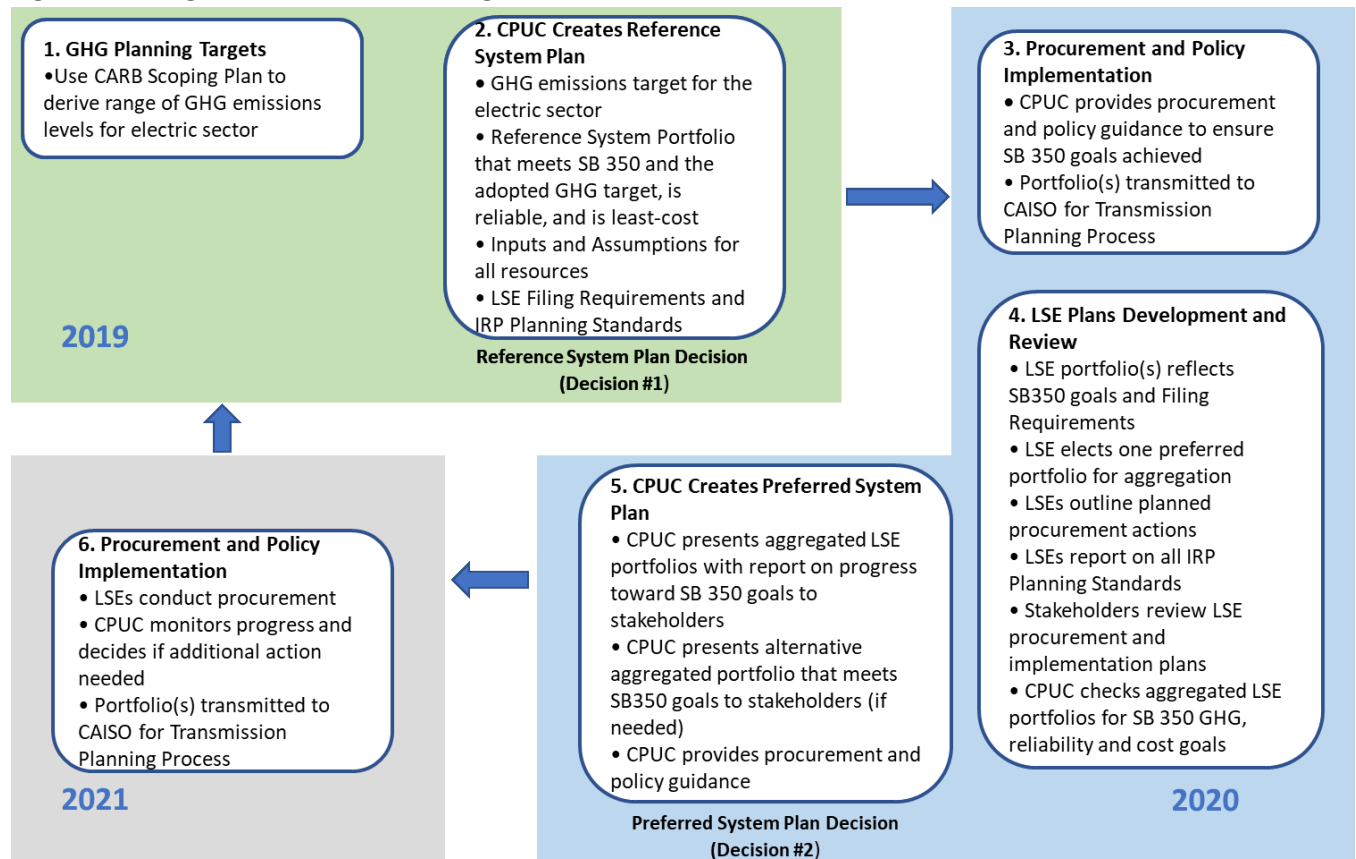 1. GHG Planning Targets
•Use CARB Scoping Plan to
derive range of GHG emissions
levels for electric sector
2. CPUC Creates Reference
System Plan
• GHG emissions target for the
electric sector
• Reference System Portfolio
that meets SB 350 and the
adopted GHG target, is
reliable, and is least-cost
• Inputs and Assumptions for
all resources
• LSE Filing Requirements and
IRP Planning Standards
2019
Reference System Plan Decision
(Decision #1)
3. Procurement and Policy
Implementation
• CPUC provides procurement
and policy guidance to ensure
SB 350 goals achieved
• Portfolio(s) transmitted to
CAISO for Transmission
Planning Process
4. LSE Plans Development and
Review
• LSE portfolio(s) reflects
SB350 goals and Filing
Requirements
• LSE elects one preferred
portfolio for aggregation
• LSEs outline planned
procurement actions
• LSEs report on all IRP
Planning Standards
• Stakeholders review LSE
procurement and
implementation plans
• CPUC checks aggregated LSE
portfolios for SB 350 GHG,
reliability and cost goals
2020
5. CPUC Creates Preferred System
Plan
• CPUC presents aggregated LSE
portfolios with report on progress
toward SB 350 goals to
stakeholders
• CPUC presents alternative
aggregated portfolio that meets
SB350 goals to stakeholders (if
needed)
• CPUC provides procurement and
policy guidance
Preferred System Plan Decision
(Decision #2)
6. Procurement and Policy
Implementation
• LSEs conduct procurement
• CPUC monitors progress and
decides if additional action
needed
• Portfolio(s) transmitted to
CAISO for Transmission
Planning Process
2021